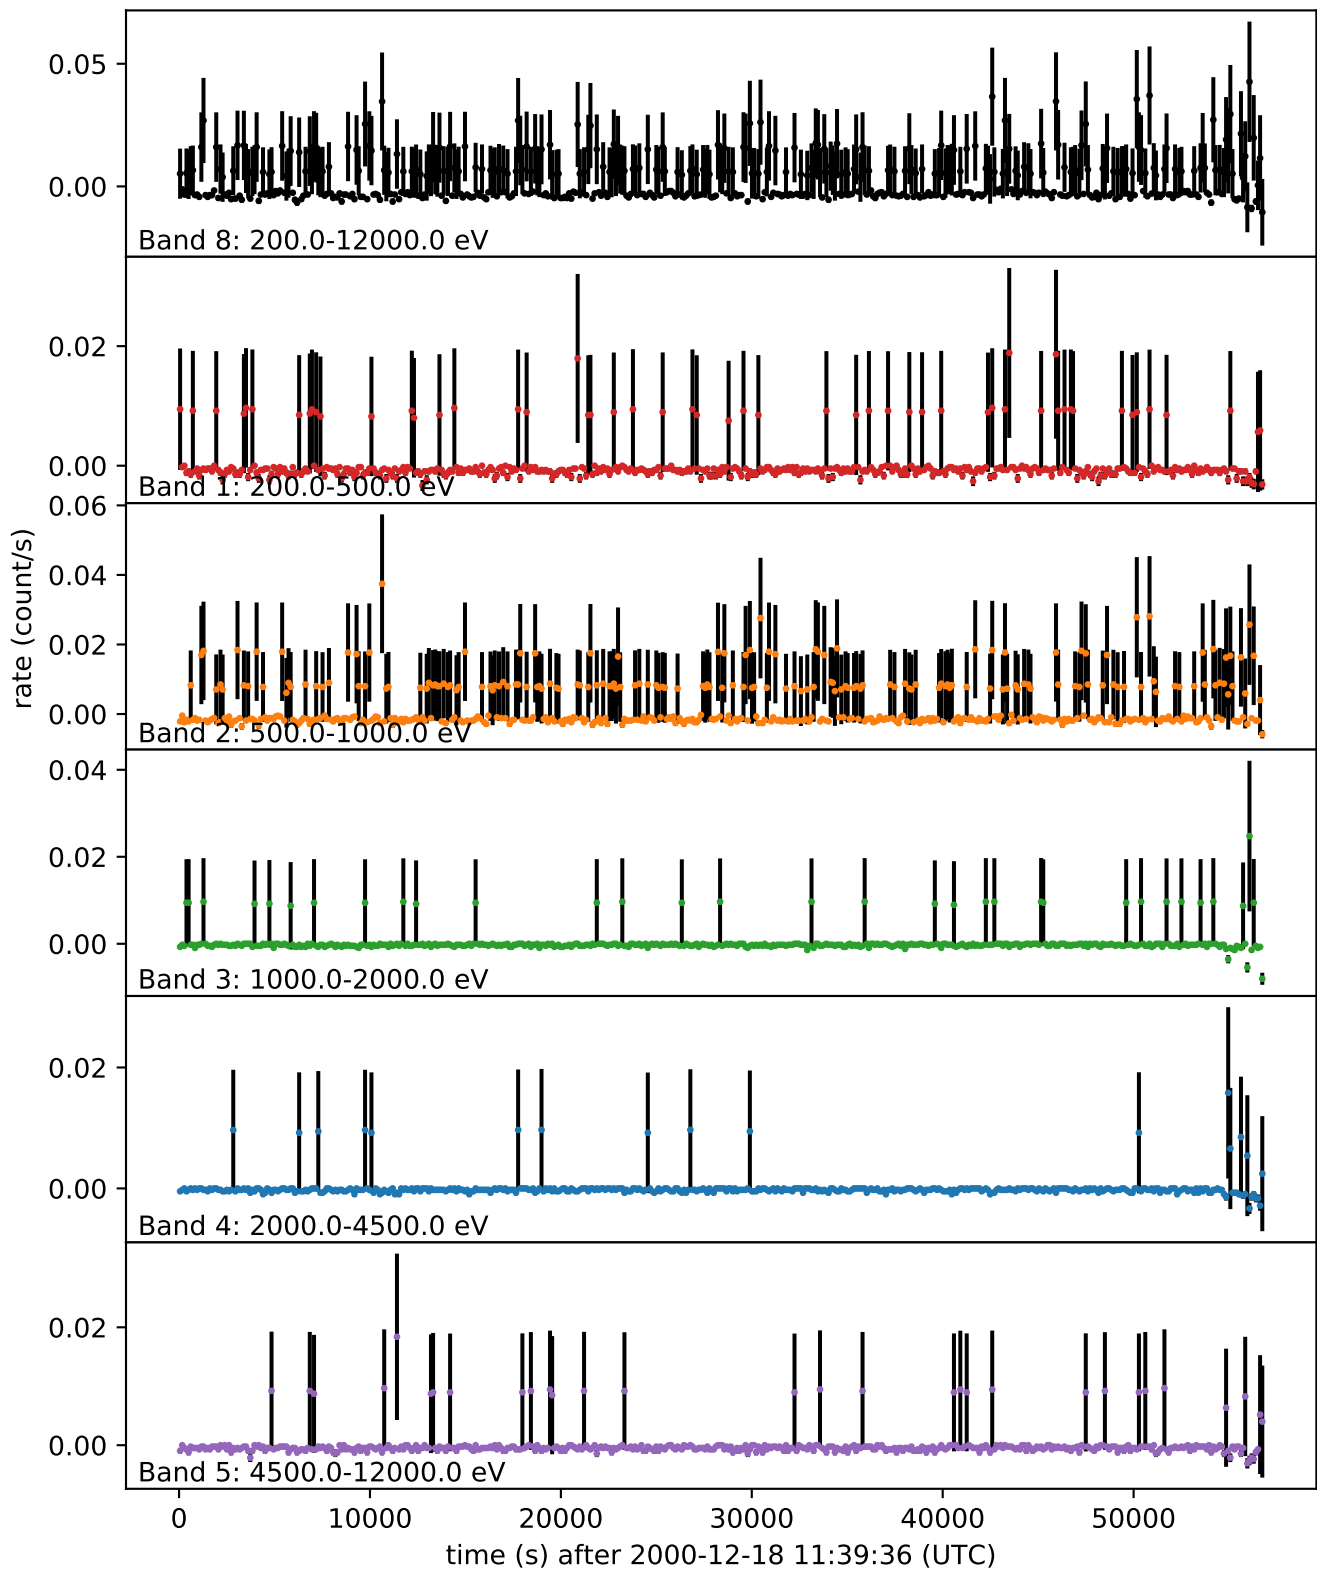 0.05
0.00
Band 8: 200.0-12000.0 eV
0.02
0.00
Band 1: 200.0-500.0 eV
0.06
0.04
0.02
0.00
Band 2: 500.0-1000.0 eV
rate (count/s)
0.04
0.02
0.00
Band 3: 1000.0-2000.0 eV
0.02
0.00
Band 4: 2000.0-4500.0 eV
0.02
0.00
Band 5: 4500.0-12000.0 eV
0 10000 20000 30000 40000 50000
time (s) after 2000-12-18 11:39:36 (UTC)